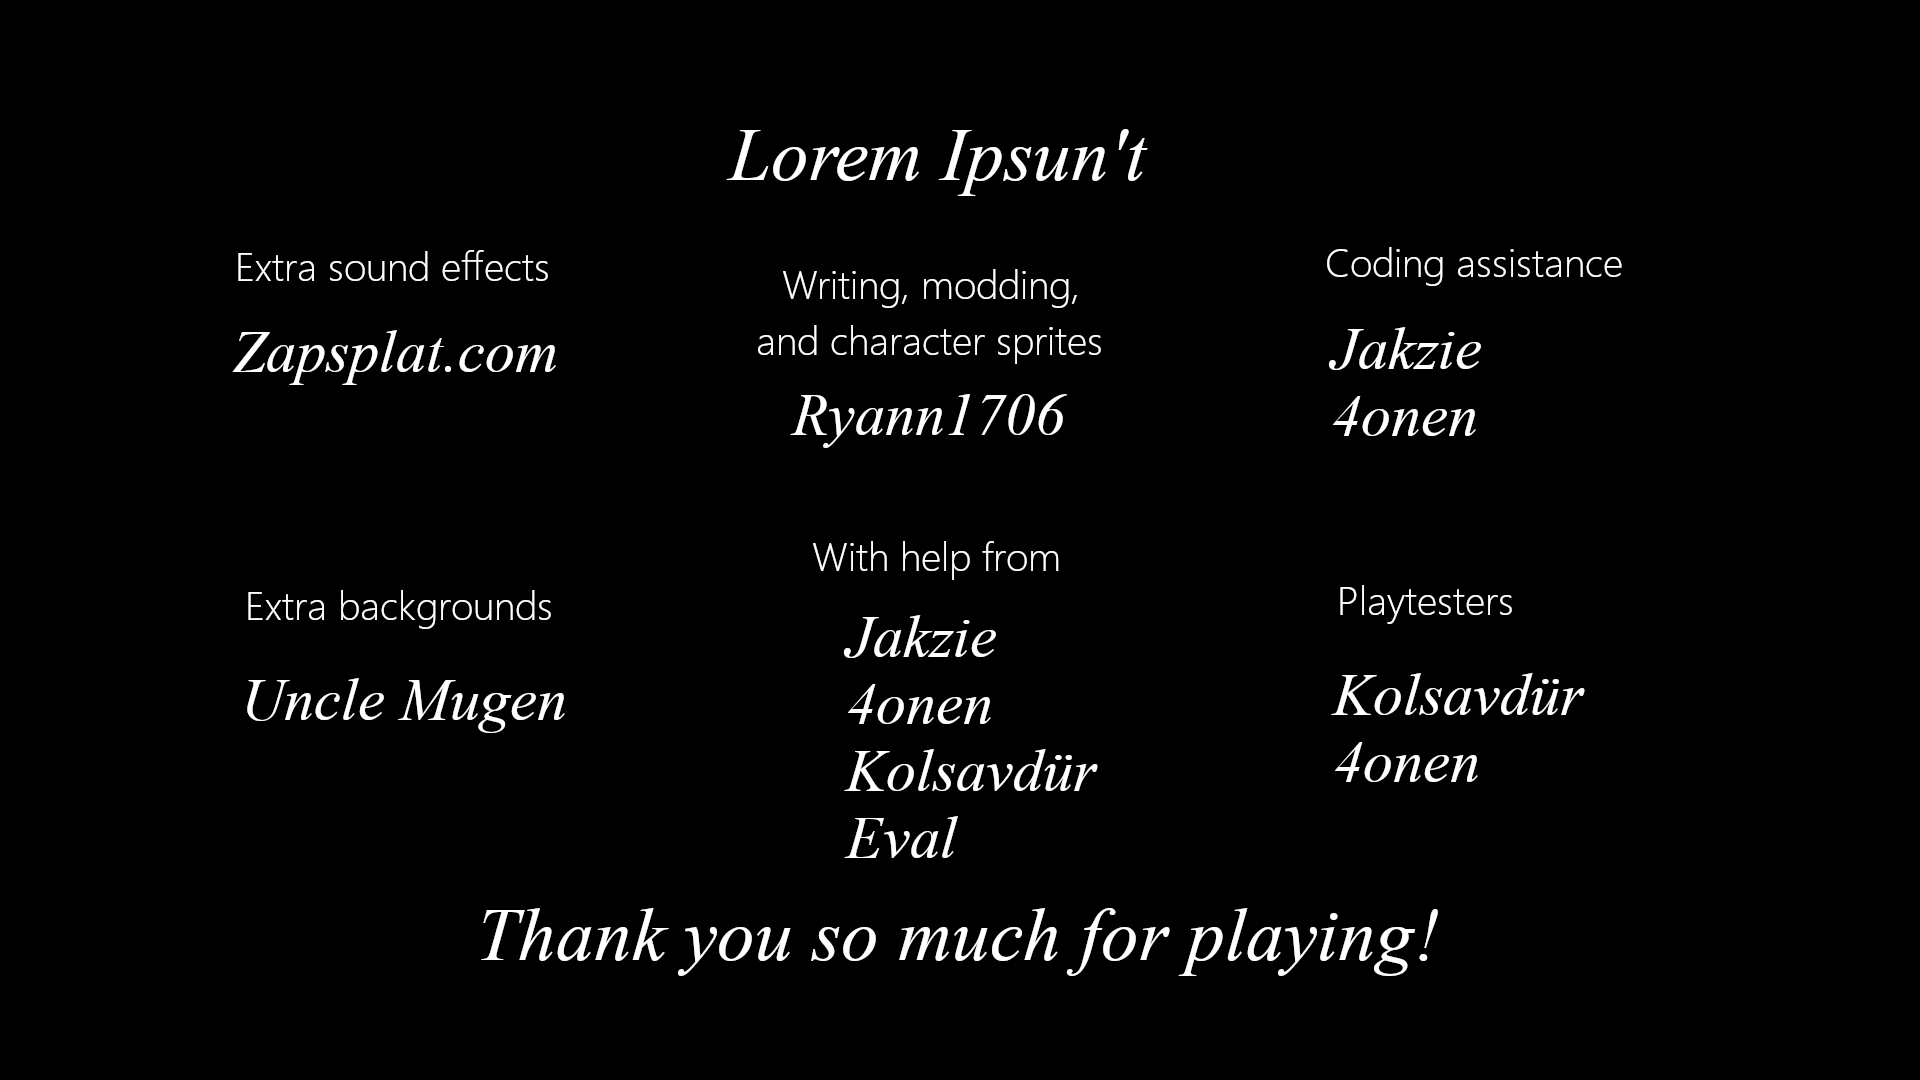 Lorem Ipsun't
Extra sound effects
Zapsplat.com
Writing, modding,
and character sprites
Ryann1706
Coding assistance
Jakzie
4onen
Extra backgrounds
Uncle Mugen
With help from
Jakzie
4onen
Kolsavdür
Eval
Playtesters
Kolsavdür
4onen
Thank you so much for playing!